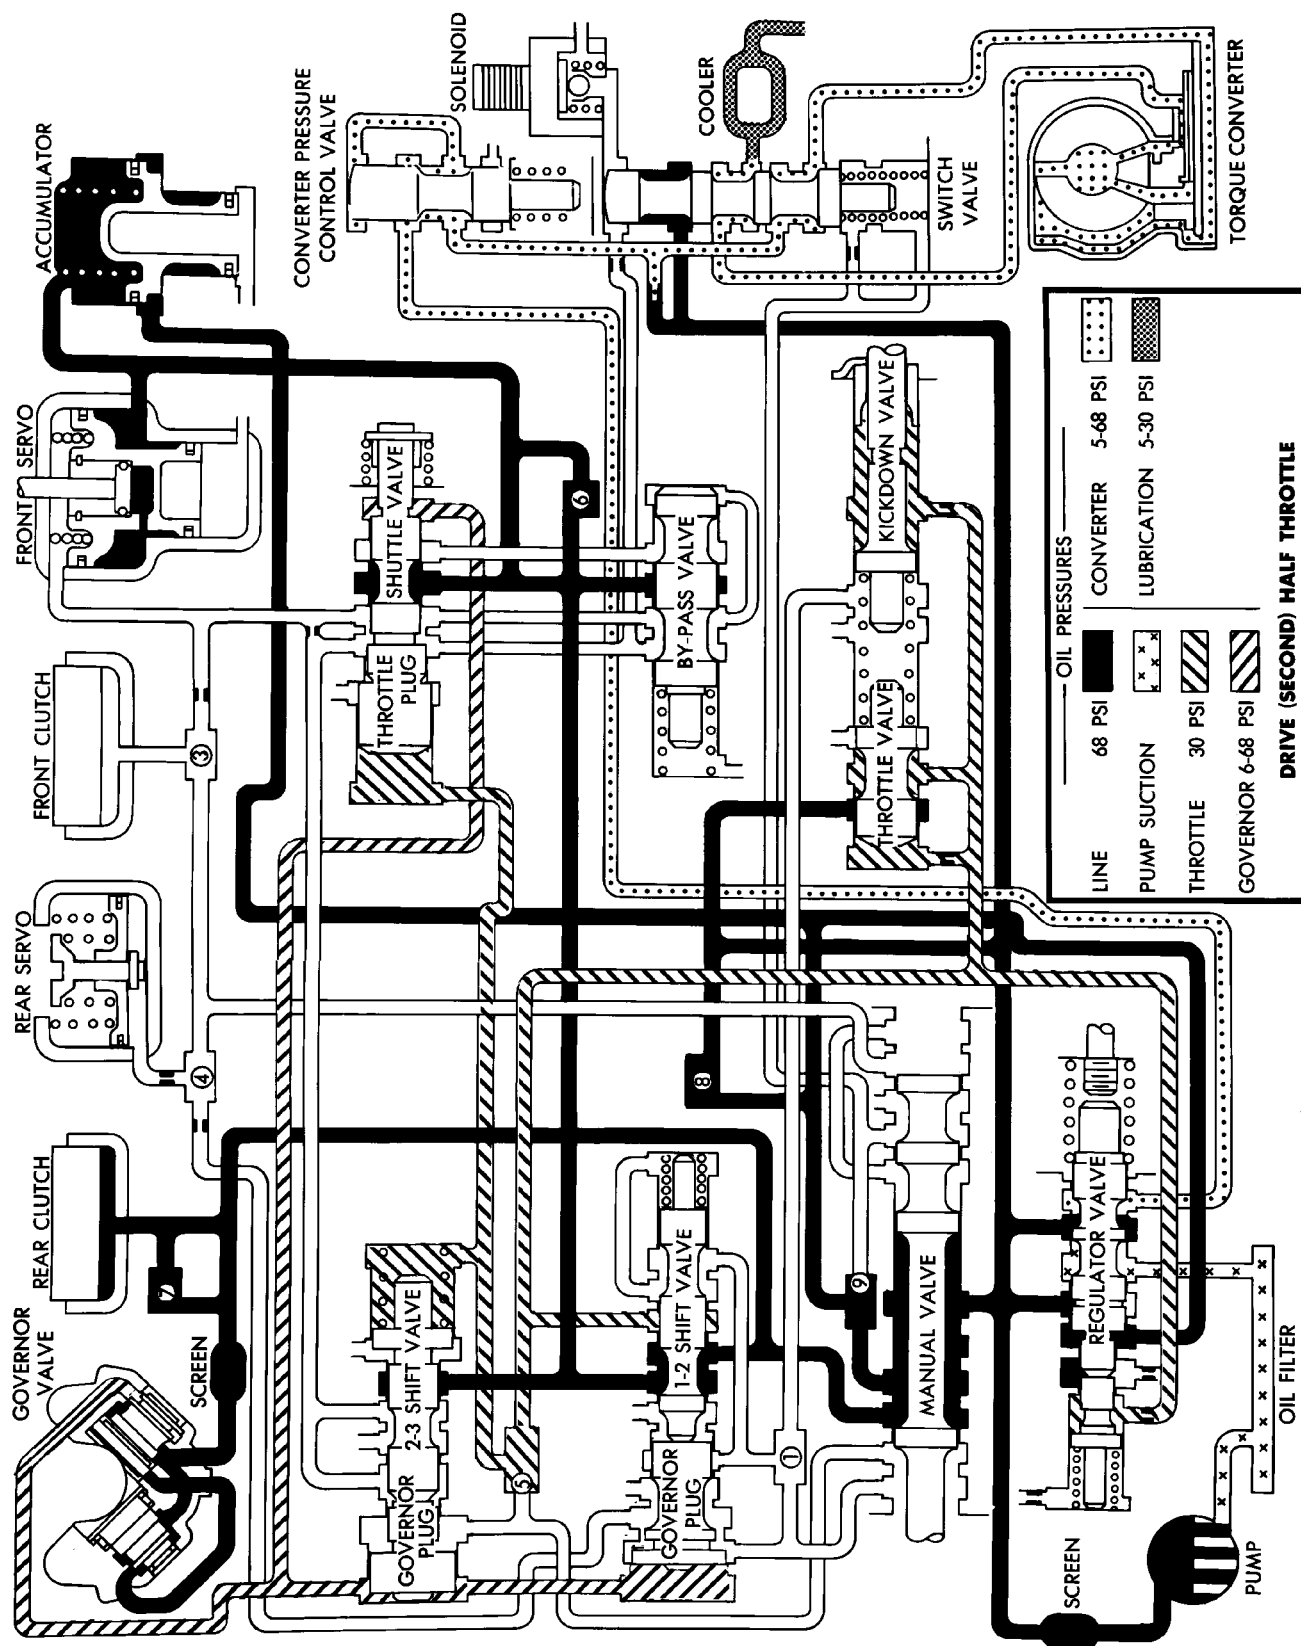 GOVERNOR
VALVE
REAR CLUTCH
REAR SERVO
FRONT CLUTCH
FRONT SERVO
ACCUMULATOR
SCREEN
7
4
3
CONVERTER PRESSURE
CONTROL VALVE
SOLENOID
GOVERNOR
PLUG
2-3 SHIFT VALVE
THROTTLE
PLUG
SHUTTLE VALVE
5
6
COOLER
GOVERNOR
PLUG
1-2 SHIFT VALVE
8
BY-PASS VALVE
1
9
SWITCH
VALVE
MANUAL VALVE
THROTTLE VALVE
KICKDOWN VALVE
REGULATOR VALVE
TORQUE CONVERTER
SCREEN
PUMP
OIL FILTER
OIL PRESSURES
LINE 68 PSI
CONVERTER 5-68 PSI
PUMP SUCTION
LUBRICATION 5-30 PSI
THROTTLE 30 PSI
GOVERNOR 6-68 PSI
DRIVE (SECOND) HALF THROTTLE